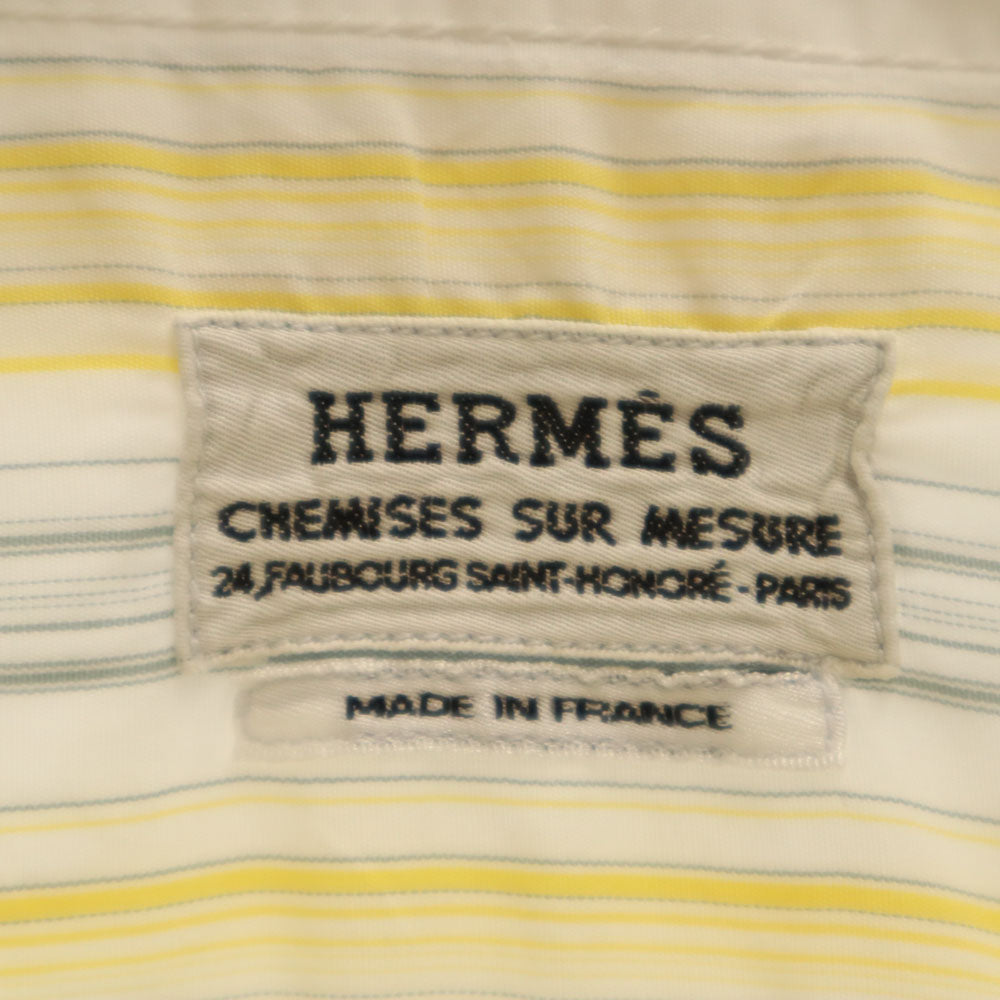 HERMÈS
CHEMISES SUR MESURE
24, FAUBOURG SAINT-HONORÉ - PARIS
MADE IN FRANCE